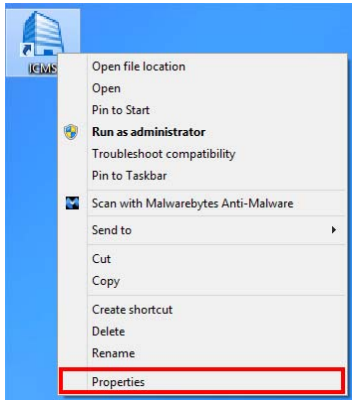 ICIMS
Open file location
Open
Pin to Start
Run as administrator
Troubleshoot compatibility
Pin to Taskbar
Scan with Malwarebytes Anti-Malware
Send to
Cut
Copy
Create shortcut
Delete
Rename
Properties